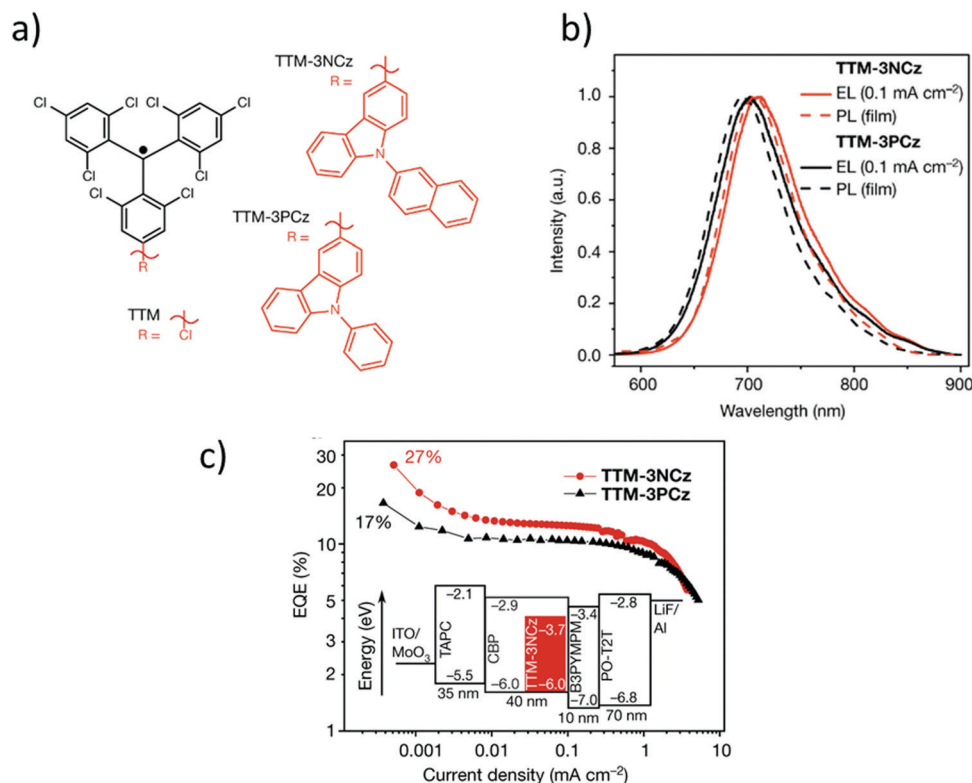 a)
TTM-3NCz
R =
N
Cl
Cl
Cl
Cl
Cl
Cl
Cl
Cl
R
TTM-3PCz
R =
N
TTM
R =
Cl
b)
TTM-3NCz
EL (0.1 mA cm⁻²)
PL (film)
TTM-3PCz
EL (0.1 mA cm⁻²)
PL (film)
Intensity (a.u.)
1.0
0.8
0.6
0.4
0.2
0.0
600
700
800
900
Wavelength (nm)
c)
30
20
10
5
2
1
EQE (%)
27%
17%
TTM-3NCz
TTM-3PCz
Energy (eV)
ITO/
MoO₃
−2.1
TAPC
−5.5
35 nm
−2.9
CBP
−6.0
−3.7
TTM-3NCz
−6.0
40 nm
−3.4
B3PYMPM
−7.0
10 nm
−2.8
PO-T2T
−6.8
70 nm
LiF/
Al
0.001
0.01
0.1
1
10
Current density (mA cm⁻²)